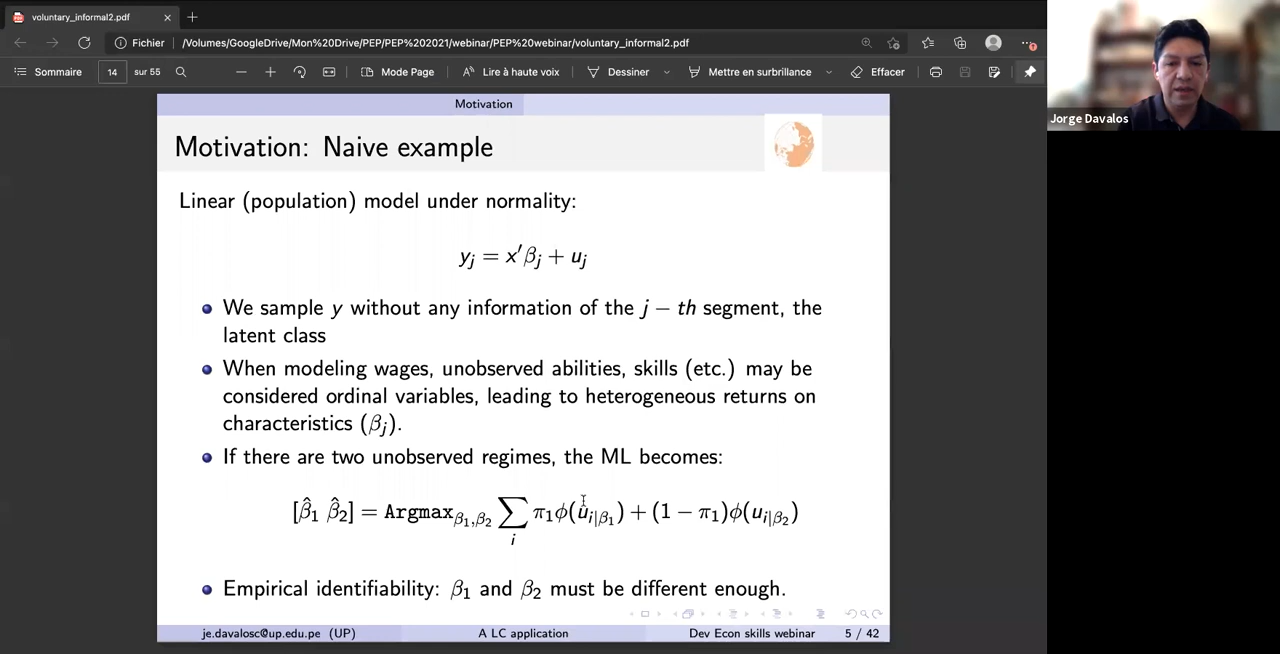 voluntary_informal2.pdf
Fichier /Volumes/GoogleDrive/Mon%20Drive/PEP/PEP%202021/webinar/PEP%20webinar/voluntary_informal2.pdf
Sommaire 14 sur 55 Mode Page Lire à haute voix Dessiner Mettre en surbrillance Effacer
Jorge Davalos
Motivation
Motivation: Naive example
Linear (population) model under normality:
y_j = x′β_j + u_j
We sample y without any information of the j − th segment, the
latent class
When modeling wages, unobserved abilities, skills (etc.) may be
considered ordinal variables, leading to heterogeneous returns on
characteristics (β_j).
If there are two unobserved regimes, the ML becomes:
[β̂_1 β̂_2] = Argmax_{β_1,β_2} ∑_i π_1ϕ(u_{i|β_1}) + (1 − π_1)ϕ(u_{i|β_2})
Empirical identifiability: β_1 and β_2 must be different enough.
je.davalosc@up.edu.pe (UP) A LC application Dev Econ skills webinar 5 / 42